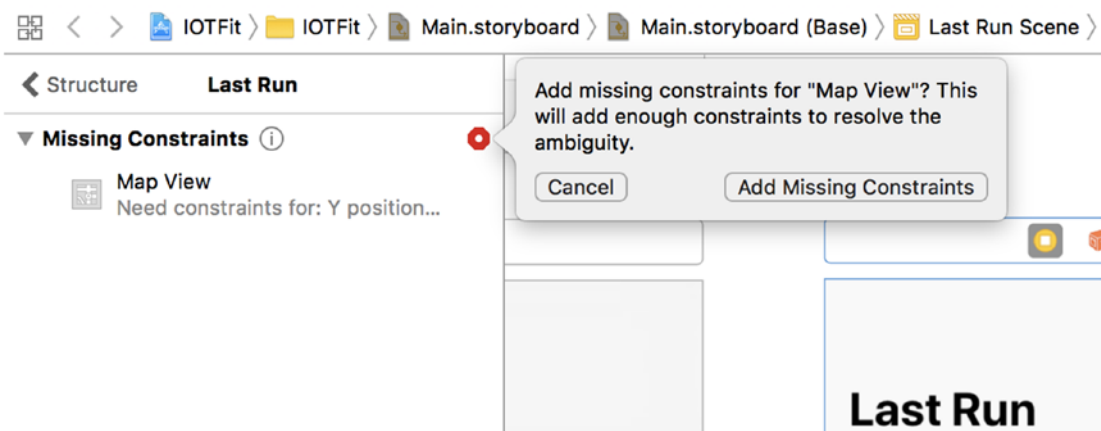 IOTFit 〉 IOTFit 〉 Main.storyboard 〉 Main.storyboard (Base) 〉 Last Run Scene 〉
Structure Last Run
Missing Constraints
Map View
Need constraints for: Y position...
Add missing constraints for "Map View"? This
will add enough constraints to resolve the
ambiguity.
Cancel Add Missing Constraints
Last Run